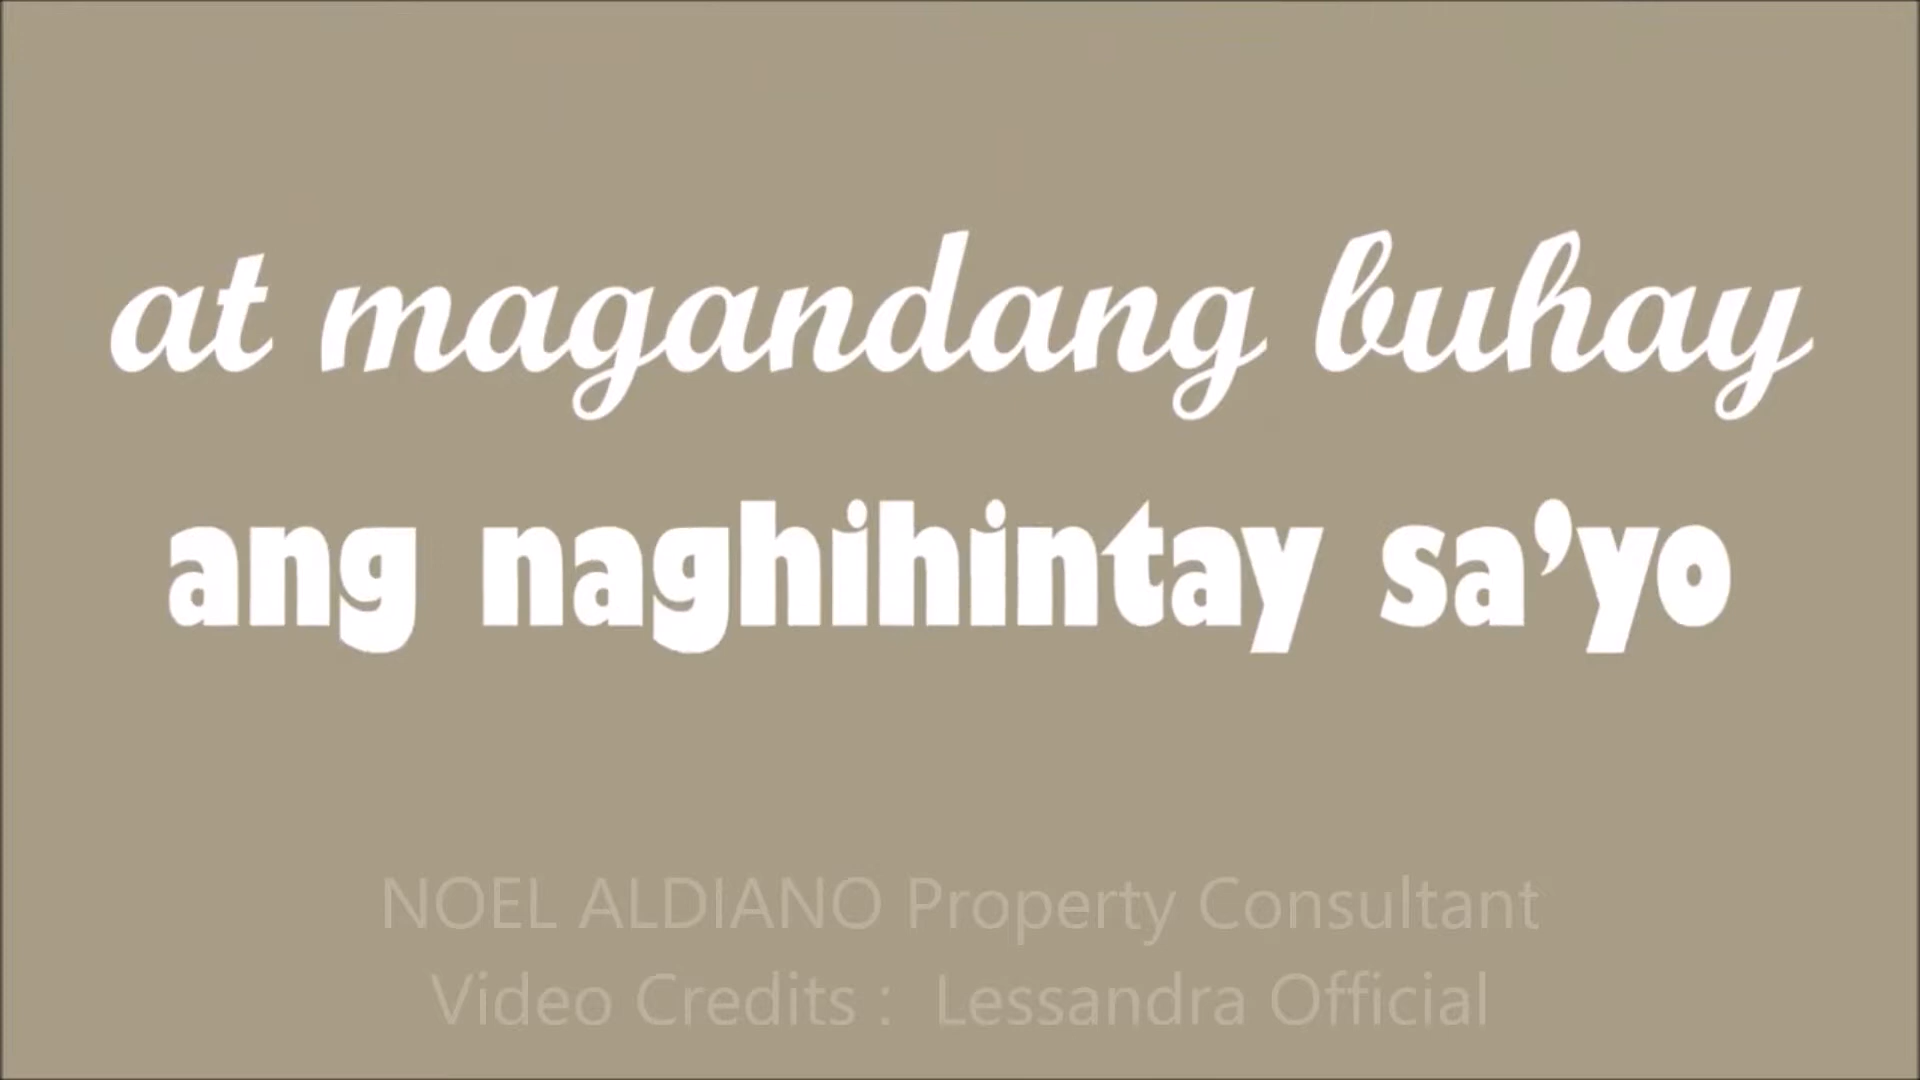 at magandang buhay
ang naghihintay sa’yo
NOEL ALDIANO Property Consultant
Video Credits : Lessandra Official